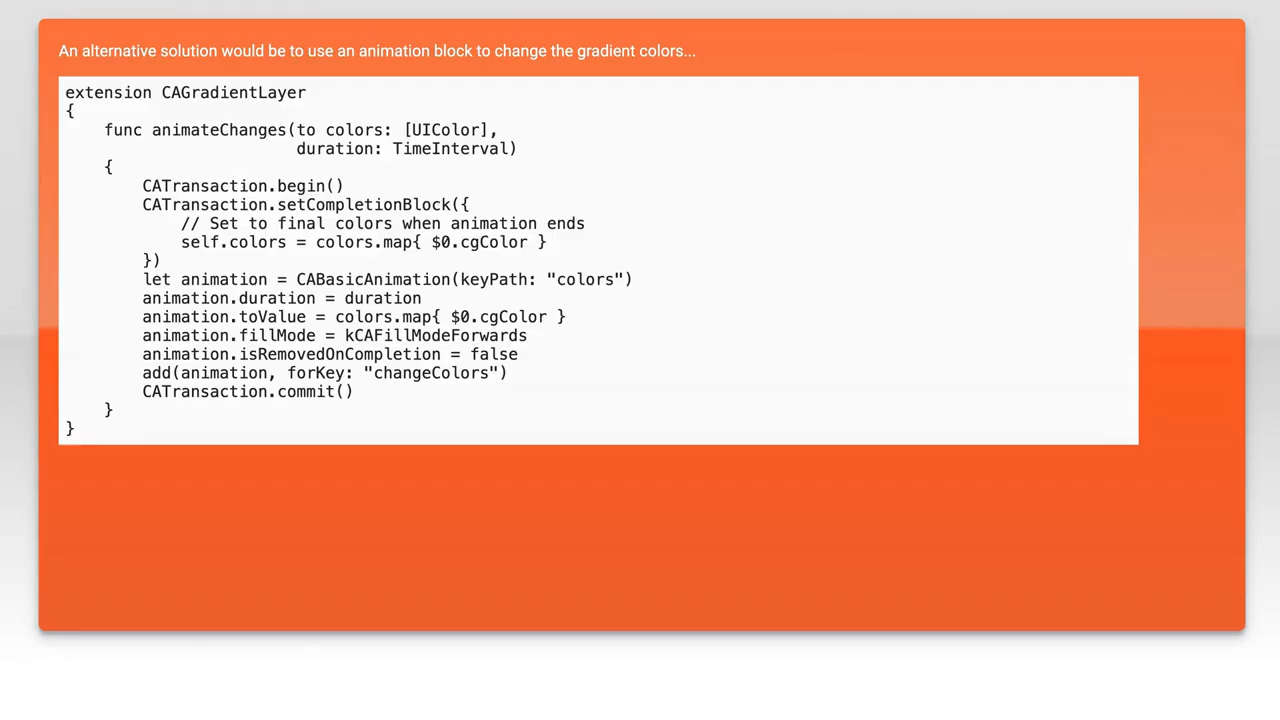 An alternative solution would be to use an animation block to change the gradient colors...
extension CAGradientLayer
{
    func animateChanges(to colors: [UIColor],
                        duration: TimeInterval)
    {
        CATransaction.begin()
        CATransaction.setCompletionBlock({
            // Set to final colors when animation ends
            self.colors = colors.map{ $0.cgColor }
        })
        let animation = CABasicAnimation(keyPath: "colors")
        animation.duration = duration
        animation.toValue = colors.map{ $0.cgColor }
        animation.fillMode = kCAFillModeForwards
        animation.isRemovedOnCompletion = false
        add(animation, forKey: "changeColors")
        CATransaction.commit()
    }
}